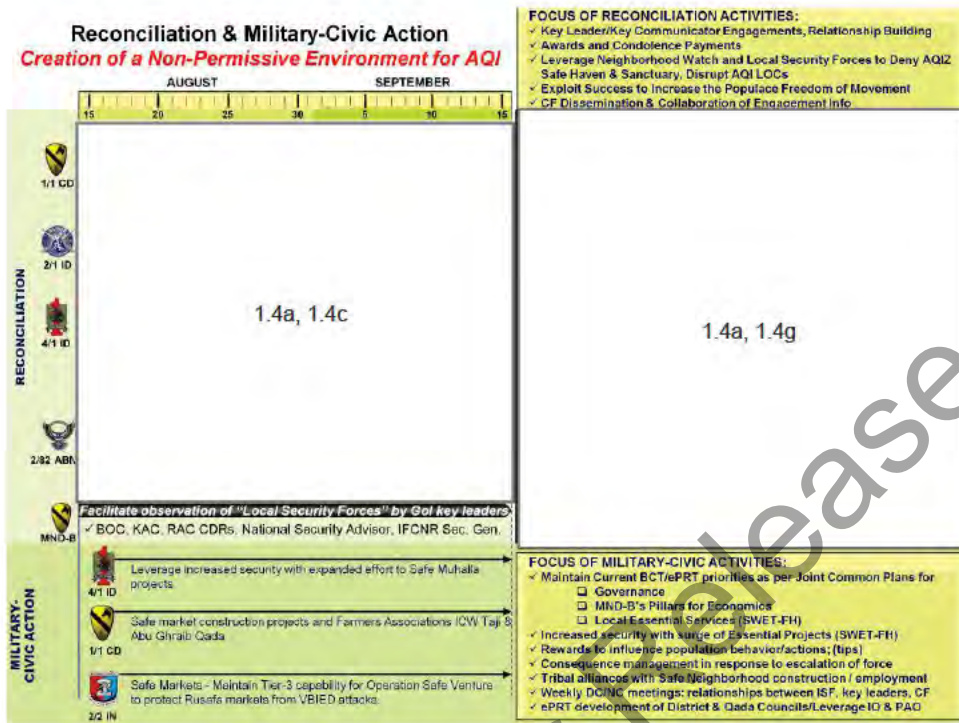 Reconciliation & Military-Civic Action
Creation of a Non-Permissive Environment for AQI
AUGUST SEPTEMBER
15 20 25 30 5 10 15
RECONCILIATION
1/1 CD
2/1 ID
4/1 ID
2/82 ABN
MND-B
1.4a, 1.4c
Facilitate observation of "Local Security Forces" by GoI key leaders
✓ BOC, KAC, RAC CDRs, National Security Advisor, IFCNR Sec. Gen.
MILITARY-
CIVIC ACTION
4/1 ID
Leverage increased security with expanded effort to Safe Muhalla
projects
1/1 CD
Safe market construction projects and Farmers Associations ICW Taji &
Abu Ghraib Qada
2/2 IN
Safe Markets - Maintain Tier-3 capability for Operation Safe Venture
to protect Rusafa markets from VBIED attacks.
FOCUS OF RECONCILIATION ACTIVITIES:
✓ Key Leader/Key Communicator Engagements, Relationship Building
✓ Awards and Condolence Payments
✓ Leverage Neighborhood Watch and Local Security Forces to Deny AQIZ
Safe Haven & Sanctuary, Disrupt AQI LOCs
✓ Exploit Success to Increase the Populace Freedom of Movement
✓ CF Dissemination & Collaboration of Engagement Info
1.4a, 1.4g
FOCUS OF MILITARY-CIVIC ACTIVITIES:
✓ Maintain Current BCT/ePRT priorities as per Joint Common Plans for
❑ Governance
❑ MND-B's Pillars for Economics
❑ Local Essential Services (SWET-FH)
✓ Increased security with surge of Essential Projects (SWET-FH)
✓ Rewards to influence population behavior/actions; (tips)
✓ Consequence management in response to escalation of force
✓ Tribal alliances with Safe Neighborhood construction / employment
✓ Weekly DC/NC meetings: relationships between ISF, key leaders, CF
✓ ePRT development of District & Qada Councils/Leverage IO & PAO
Release